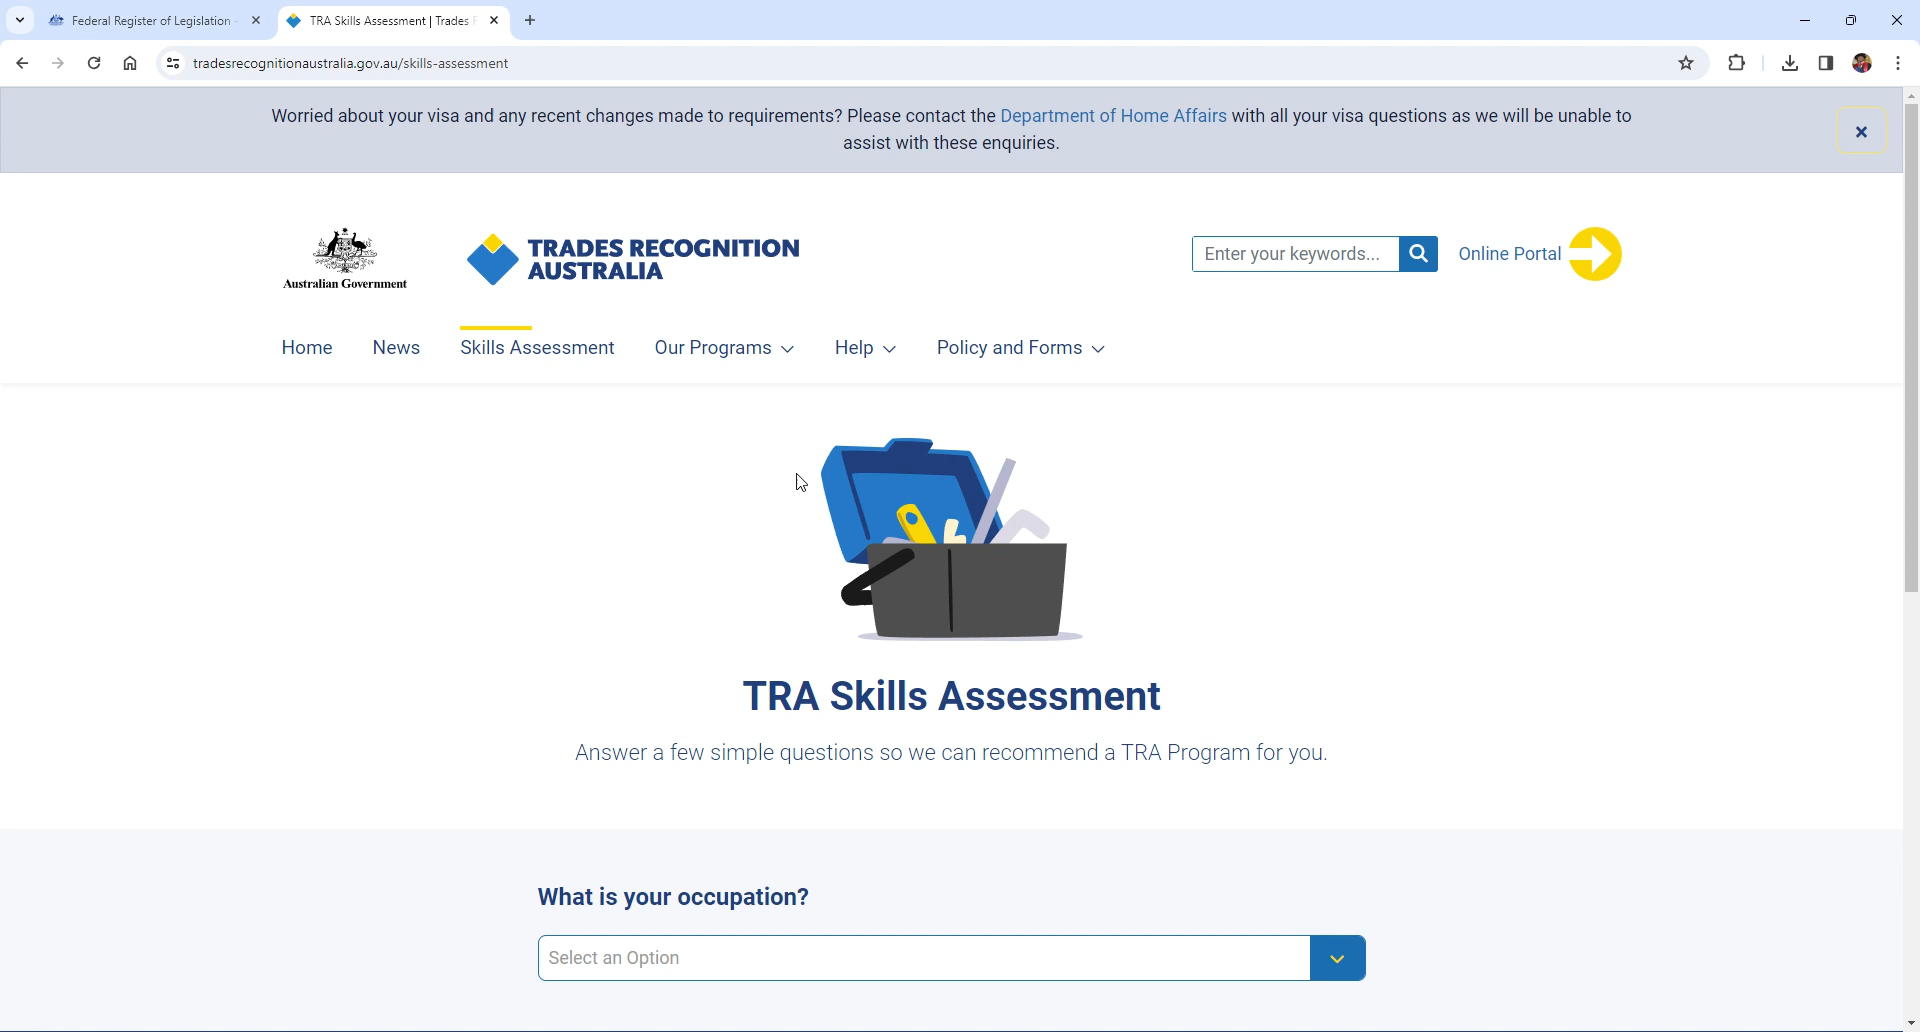 Federal Register of Legislation -
TRA Skills Assessment | Trades R
tradesrecognitionaustralia.gov.au/skills-assessment
Worried about your visa and any recent changes made to requirements? Please contact the Department of Home Affairs with all your visa questions as we will be unable to
assist with these enquiries.
Australian Government
TRADES RECOGNITION
AUSTRALIA
Enter your keywords...
Online Portal
Home News Skills Assessment Our Programs Help Policy and Forms
TRA Skills Assessment
Answer a few simple questions so we can recommend a TRA Program for you.
What is your occupation?
Select an Option